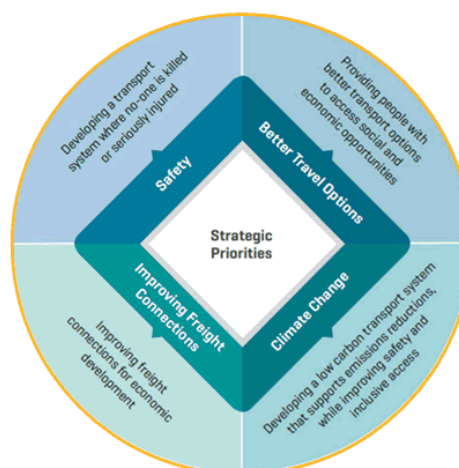 Developing a transport
system where no-one is killed
or seriously injured
Safety
Providing people with
better transport options
to access social and
economic opportunities
Better Travel Options
Strategic
Priorities
Improving Freight
Connections
Improving freight
connections for economic
development
Climate Change
Developing a low carbon transport system
that supports emissions reductions,
while improving safety and
inclusive access